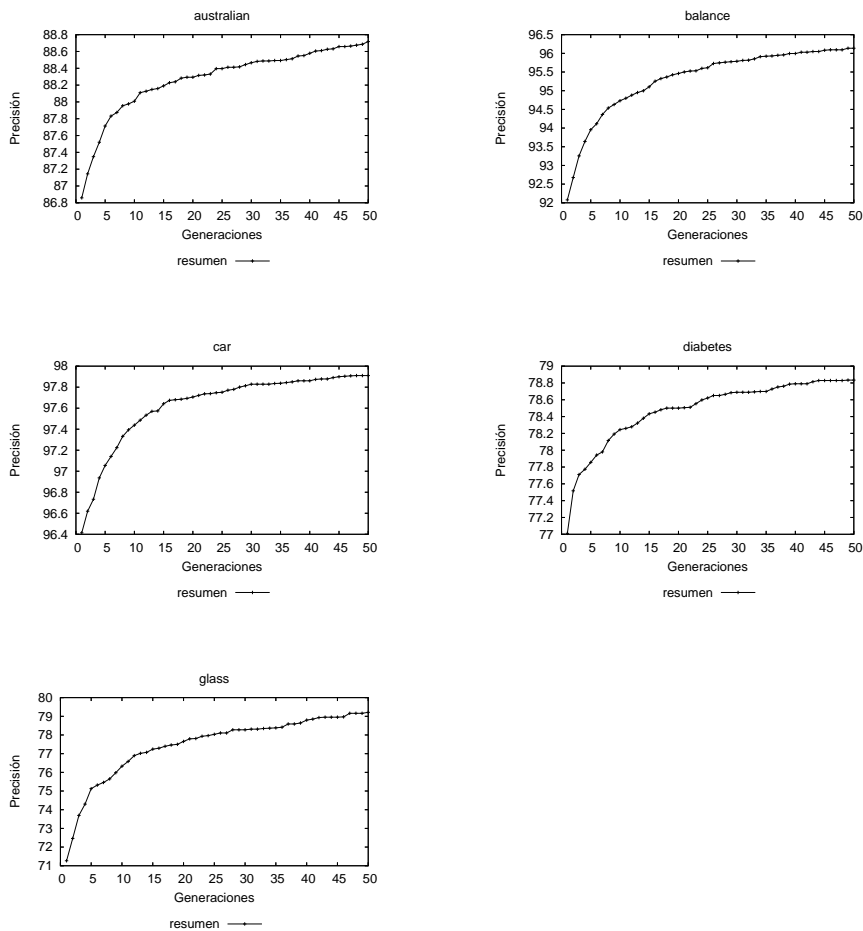 australian
88.8
88.6
88.4
88.2
88
87.8
87.6
87.4
87.2
87
86.8
Precisión
0 5 10 15 20 25 30 35 40 45 50
Generaciones
resumen
balance
96.5
96
95.5
95
94.5
94
93.5
93
92.5
92
Precisión
0 5 10 15 20 25 30 35 40 45 50
Generaciones
resumen
car
98
97.8
97.6
97.4
97.2
97
96.8
96.6
96.4
Precisión
0 5 10 15 20 25 30 35 40 45 50
Generaciones
resumen
diabetes
79
78.8
78.6
78.4
78.2
78
77.8
77.6
77.4
77.2
77
Precisión
0 5 10 15 20 25 30 35 40 45 50
Generaciones
resumen
glass
80
79
78
77
76
75
74
73
72
71
Precisión
0 5 10 15 20 25 30 35 40 45 50
Generaciones
resumen